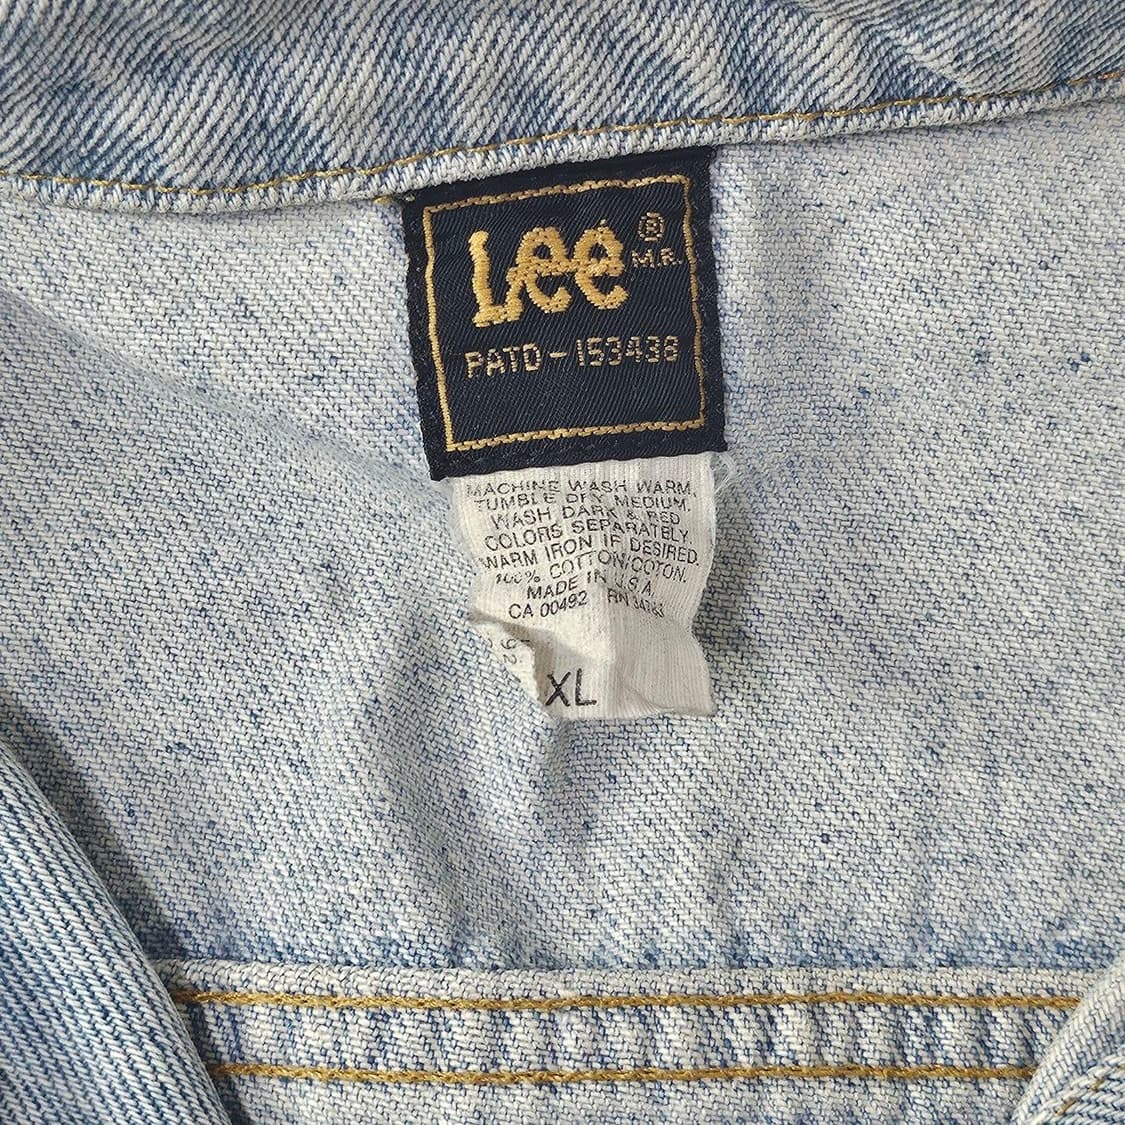 Lee ®
M.R.
PATD-153438
MACHINE WASH WARM,
TUMBLE DRY MEDIUM.
WASH DARK & RED
COLORS SEPARATELY.
WARM IRON IF DESIRED.
100% COTTON/COTON.
MADE IN U.S.A.
CA 00492 RN
XL